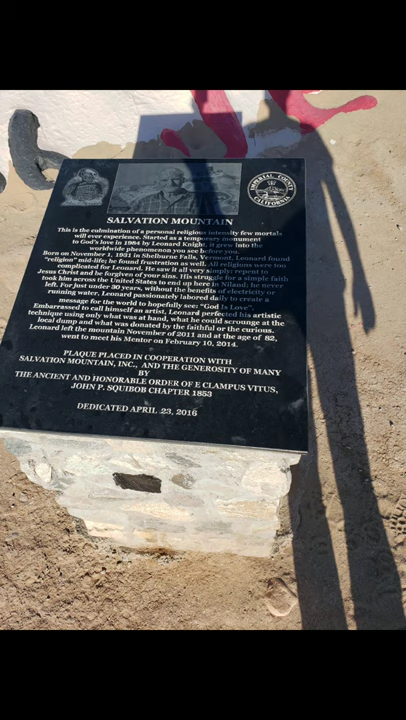 IMPERIAL COUNTY
CALIFORNIA
SALVATION MOUNTAIN
This is the culmination of a personal religious intensity few mortals
will ever experience. Started as a temporary monument
to God's love in 1984 by Leonard Knight, it grew into the
worldwide phenomenon you see before you.
Born on November 1, 1931 in Shelburne Falls, Vermont, Leonard found
"religion" mid-life; he found frustration as well. All religions were too
complicated for Leonard. He saw it all very simply: repent to
Jesus Christ and be forgiven of your sins. His struggle for a simple faith
took him across the United States to end up here in Niland; he never
left. For just under 30 years, without the benefits of electricity or
running water, Leonard passionately labored daily to create a
message for the world to hopefully see: "God Is Love".
Embarrassed to call himself an artist, Leonard perfected his artistic
technique using only what was at hand, what he could scrounge at the
local dump and what was donated by the faithful or the curious.
Leonard left the mountain November of 2011 and at the age of 82,
went to meet his Mentor on February 10, 2014.
PLAQUE PLACED IN COOPERATION WITH
SALVATION MOUNTAIN, INC., AND THE GENEROSITY OF MANY
BY
THE ANCIENT AND HONORABLE ORDER OF E CLAMPUS VITUS,
JOHN P. SQUIBOB CHAPTER 1853
DEDICATED APRIL 23, 2016